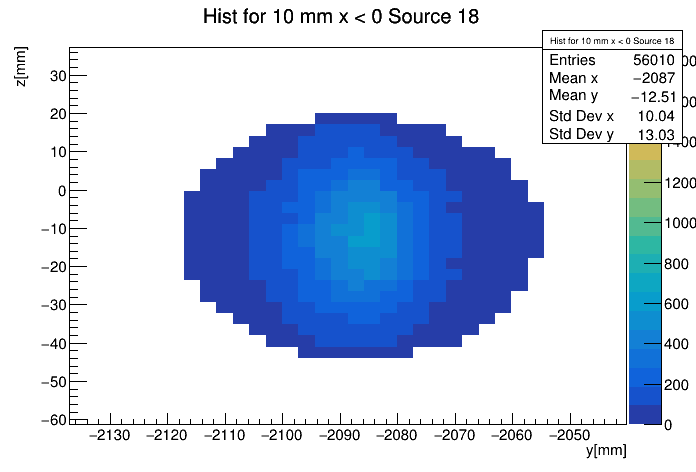 Hist for 10 mm x < 0 Source 18
Hist for 10 mm x < 0 Source 18
Entries 56010
Mean x −2087
Mean y −12.51
Std Dev x 10.04
Std Dev y 13.03
z[mm]
30
20
10
0
−10
−20
−30
−40
−50
−60
−2130 −2120 −2110 −2100 −2090 −2080 −2070 −2060 −2050
y[mm]
1200
1000
800
600
400
200
0